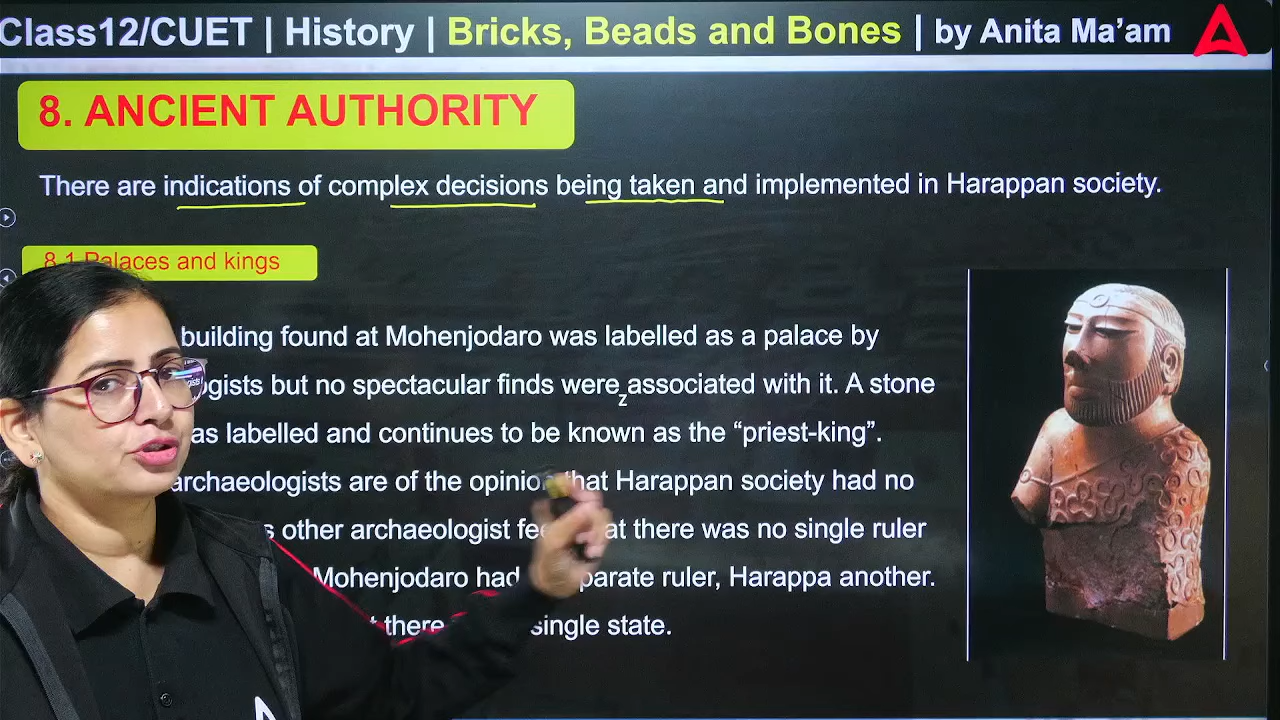 Class12/CUET | History | Bricks, Beads and Bones | by Anita Ma’am
8. ANCIENT AUTHORITY
There are indications of complex decisions being taken and implemented in Harappan society.
8.1 Palaces and kings
building found at Mohenjodaro was labelled as a palace by
but no spectacular finds were associated with it. A stone
z
labelled and continues to be known as the “priest-king”.
archaeologists are of the opinion that Harappan society had no
other archaeologist that there was no single ruler
Mohenjodaro had ruler, Harappa another.
there single state.